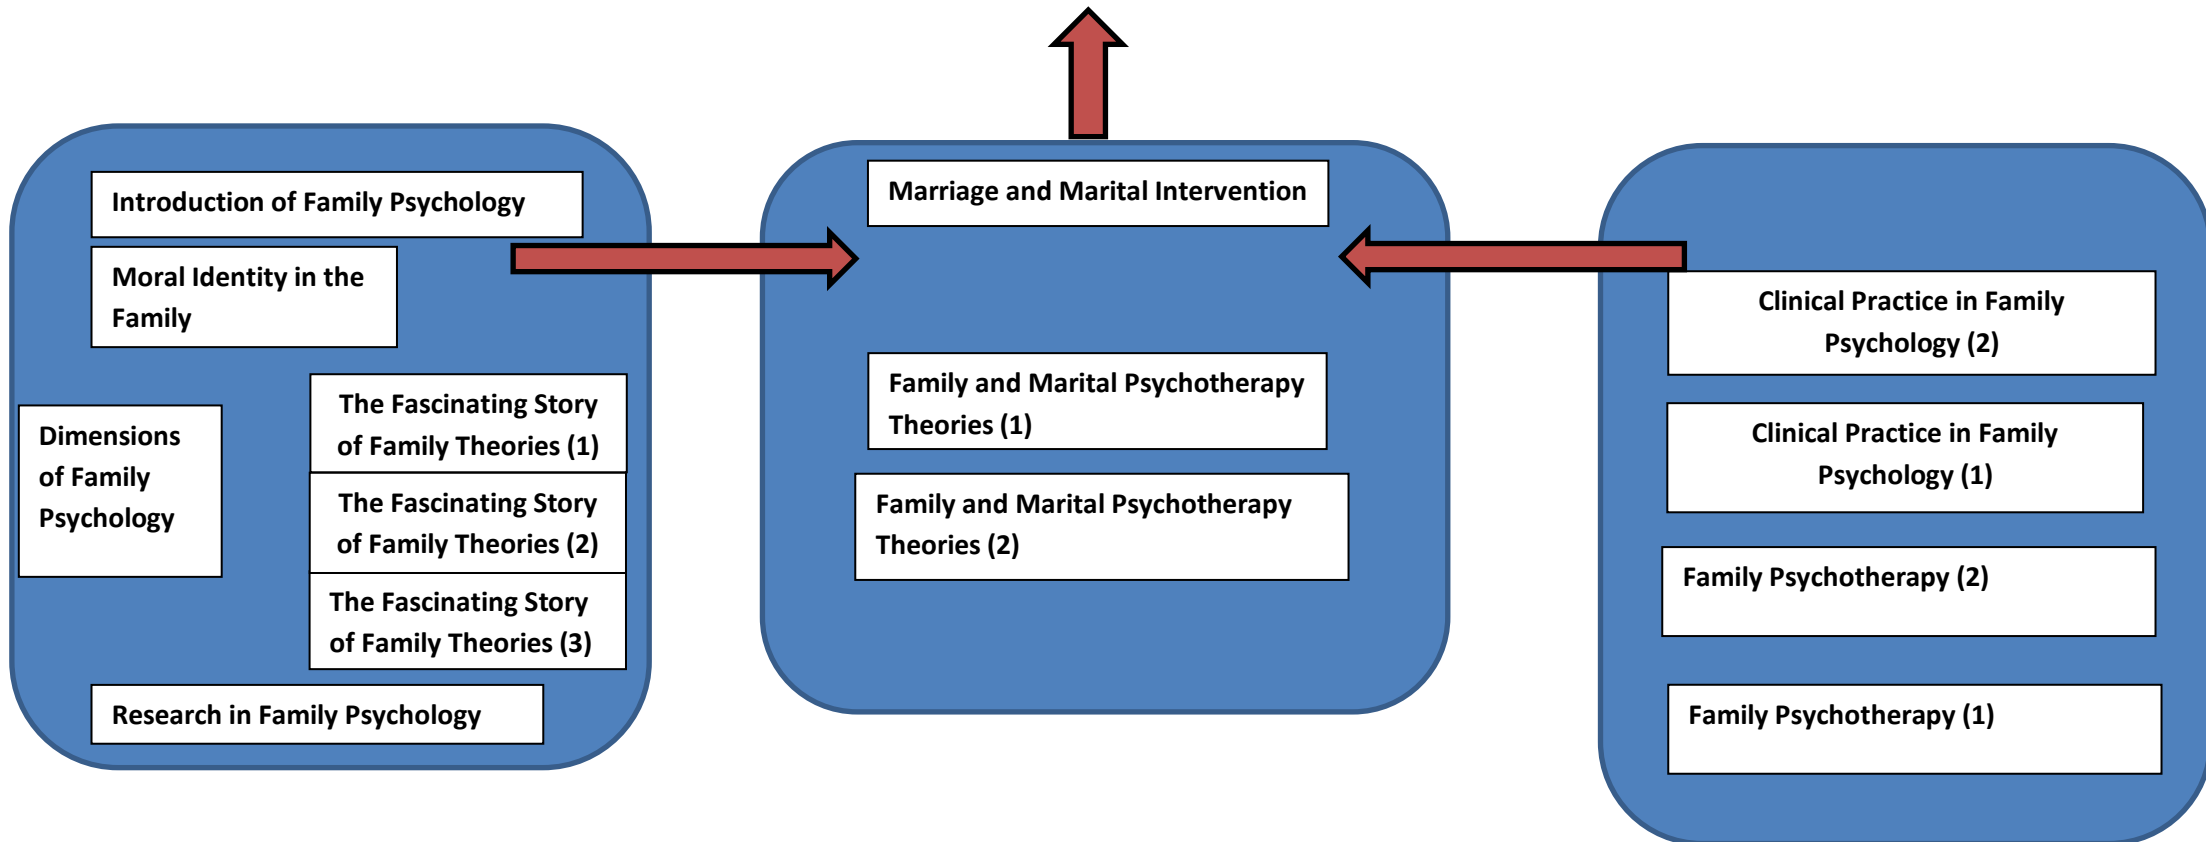 Introduction of Family Psychology
Moral Identity in the
Family
Dimensions
of Family
Psychology
The Fascinating Story
of Family Theories (1)
The Fascinating Story
of Family Theories (2)
The Fascinating Story
of Family Theories (3)
Research in Family Psychology
Marriage and Marital Intervention
Family and Marital Psychotherapy
Theories (1)
Family and Marital Psychotherapy
Theories (2)
Clinical Practice in Family
Psychology (2)
Clinical Practice in Family
Psychology (1)
Family Psychotherapy (2)
Family Psychotherapy (1)